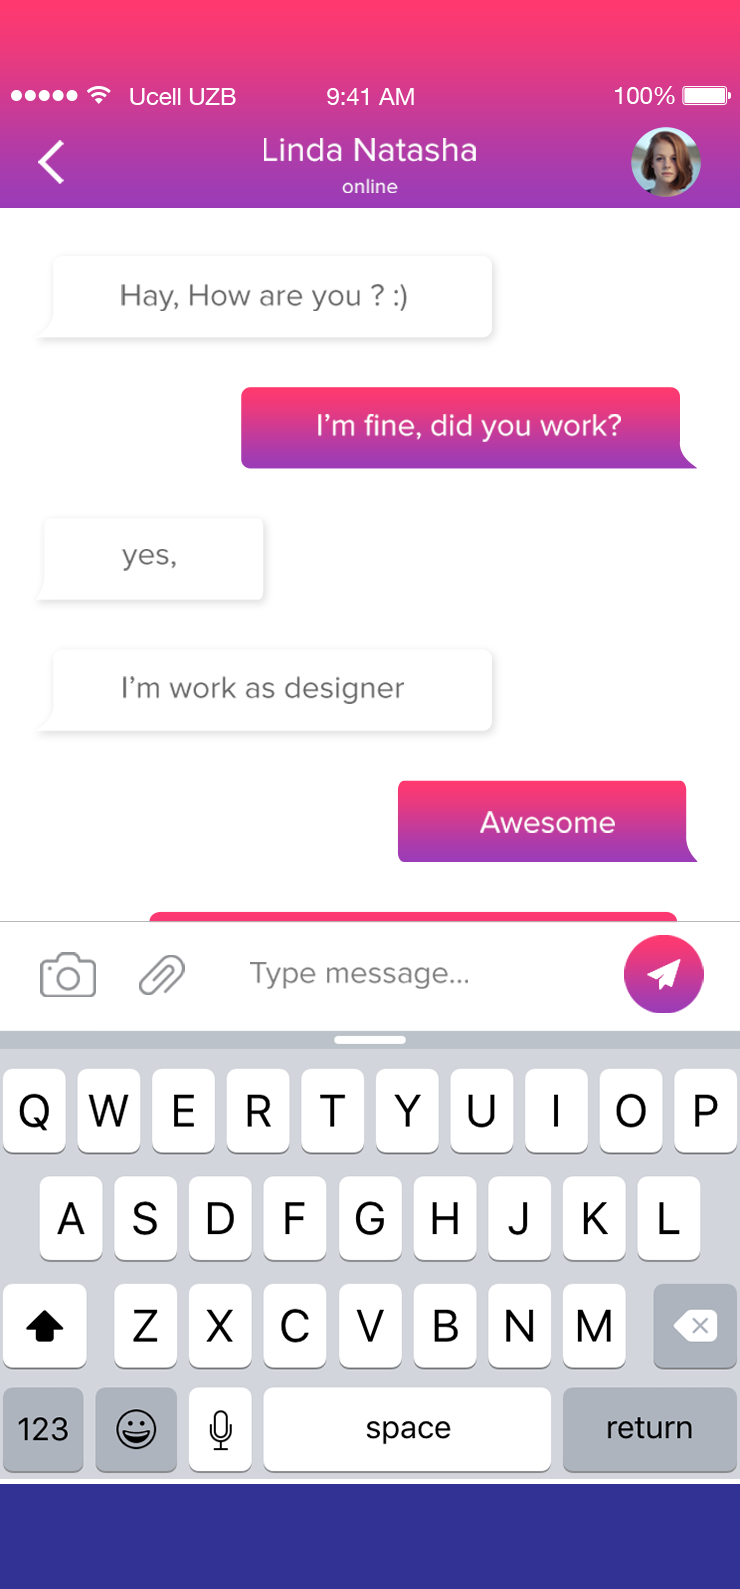 Ucell UZB 9:41 AM 100%
Linda Natasha
online
Hay, How are you ? :)
I’m fine, did you work?
yes,
I’m work as designer
Awesome
Type message...
Q W E R T Y U I O P
A S D F G H J K L
Z X C V B N M
123 space return